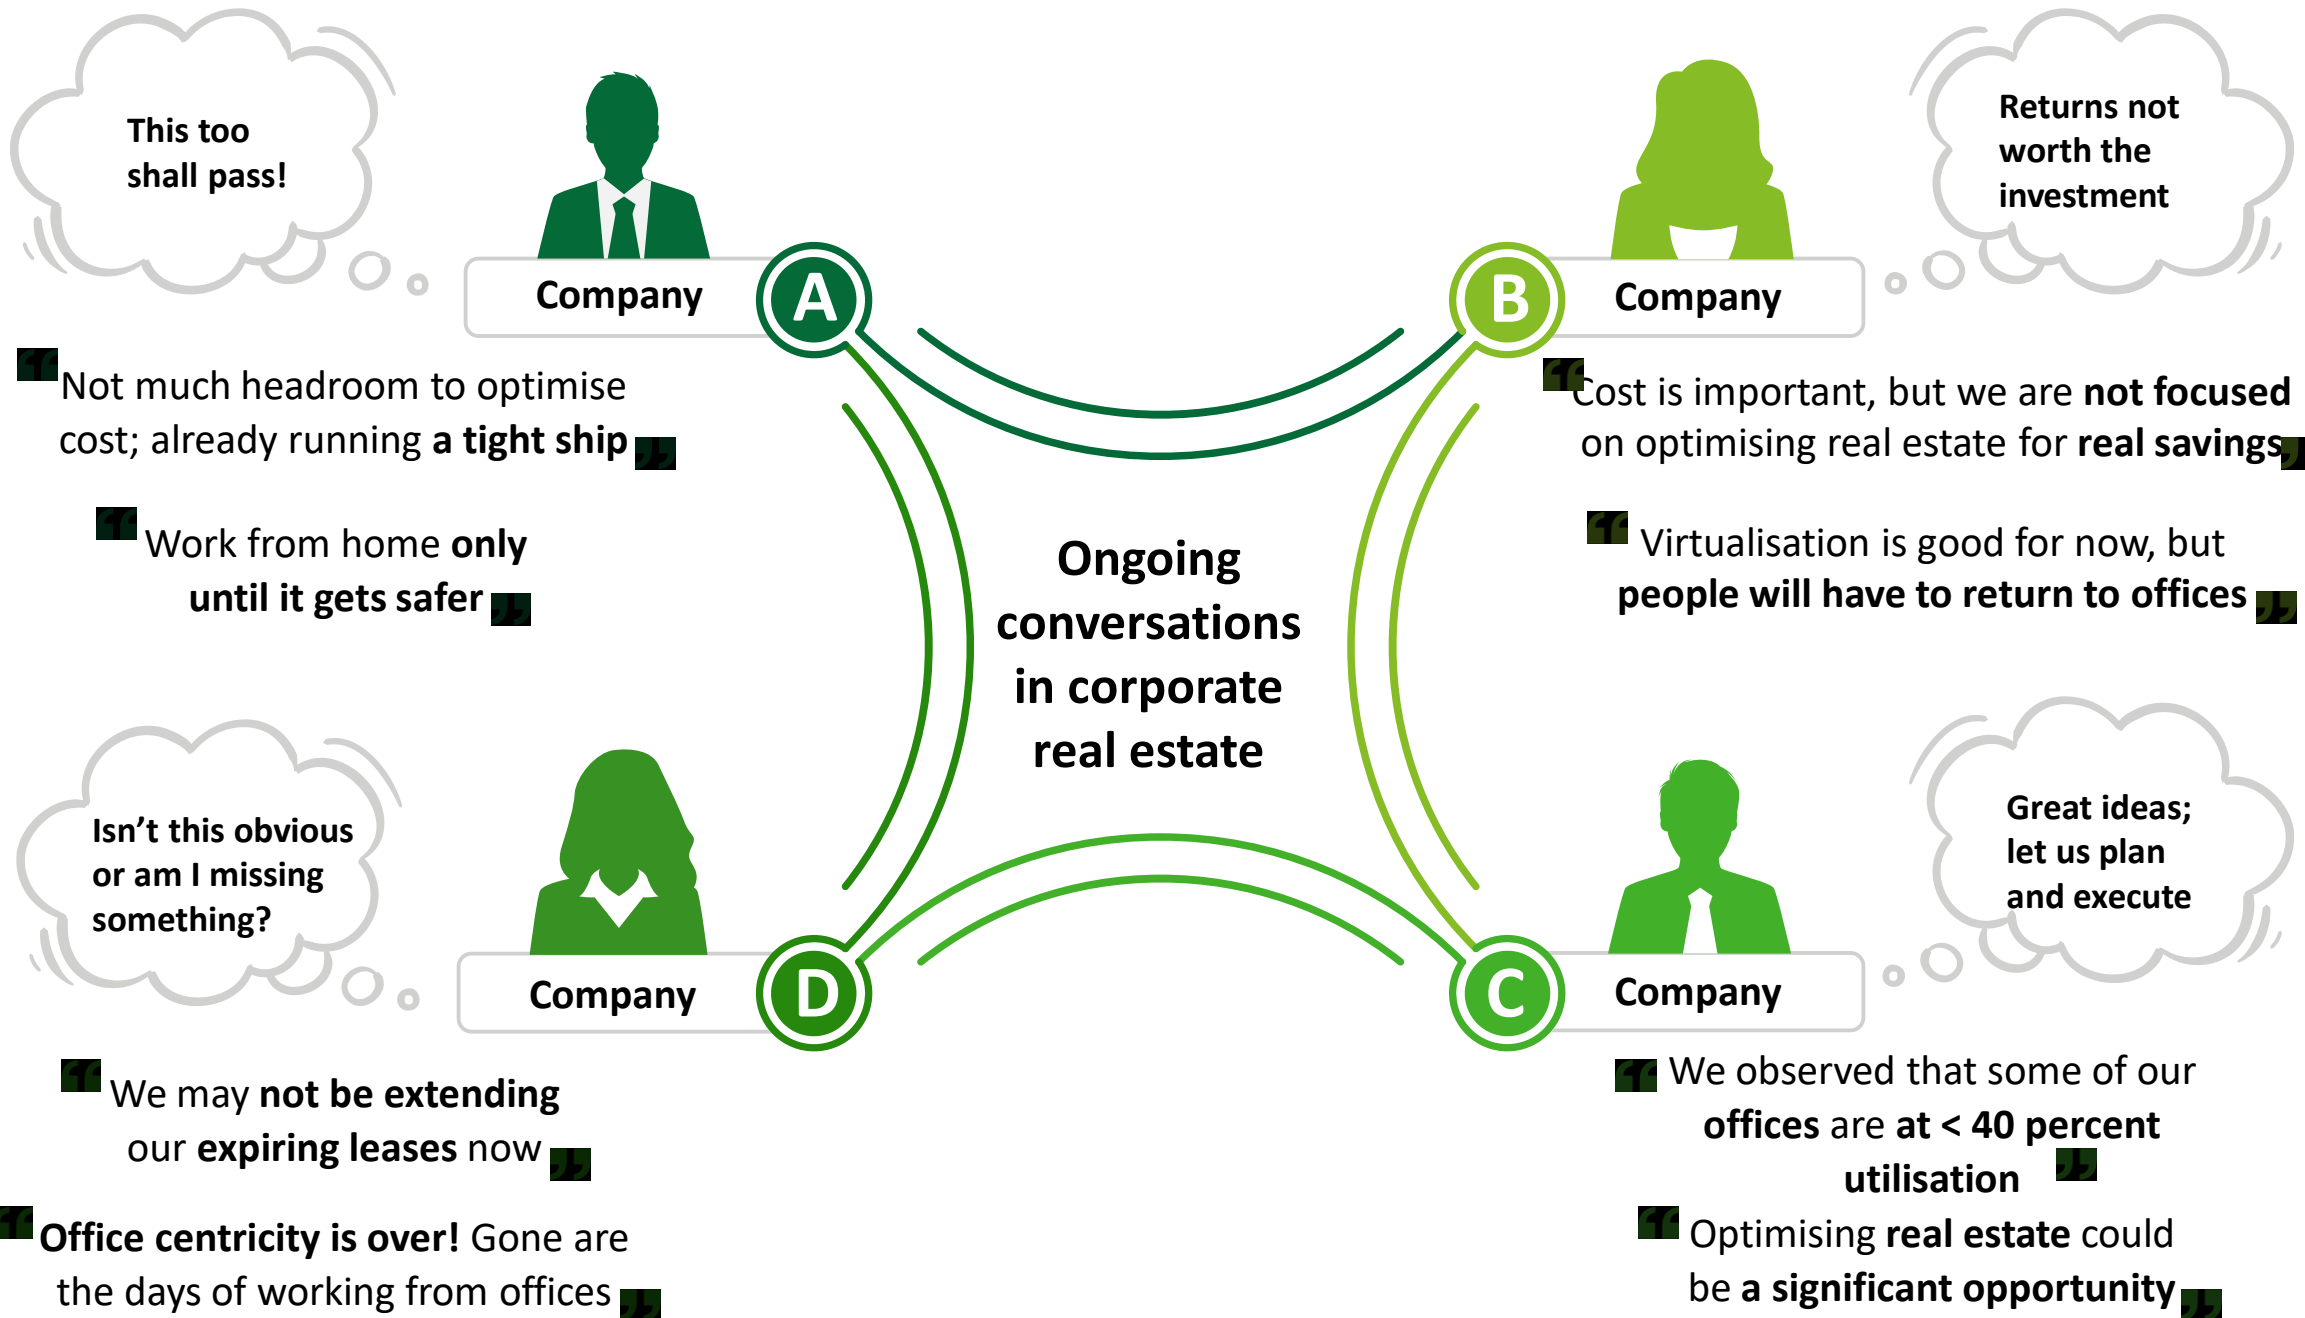 This too
shall pass!
Company
A
“Not much headroom to optimise
cost; already running a tight ship”
“Work from home only
until it gets safer”
B
Company
Returns not
worth the
investment
“Cost is important, but we are not focused
on optimising real estate for real savings”
“Virtualisation is good for now, but
people will have to return to offices”
Ongoing
conversations
in corporate
real estate
Isn’t this obvious
or am I missing
something?
Company
D
“We may not be extending
our expiring leases now”
“Office centricity is over! Gone are
the days of working from offices”
C
Company
Great ideas;
let us plan
and execute
“We observed that some of our
offices are at < 40 percent
utilisation”
“Optimising real estate could
be a significant opportunity”